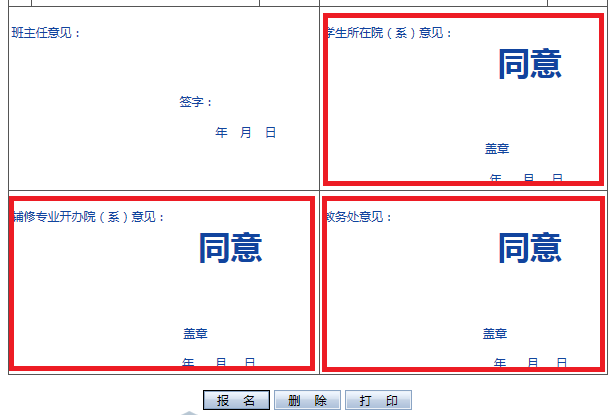 班主任意见：
签字：
年 月 日
学生所在院（系）意见：
同意
盖章
年 月 日
辅修专业开办院（系）意见：
同意
盖章
年 月 日
教务处意见：
同意
盖章
年 月 日
报 名 删 除 打 印